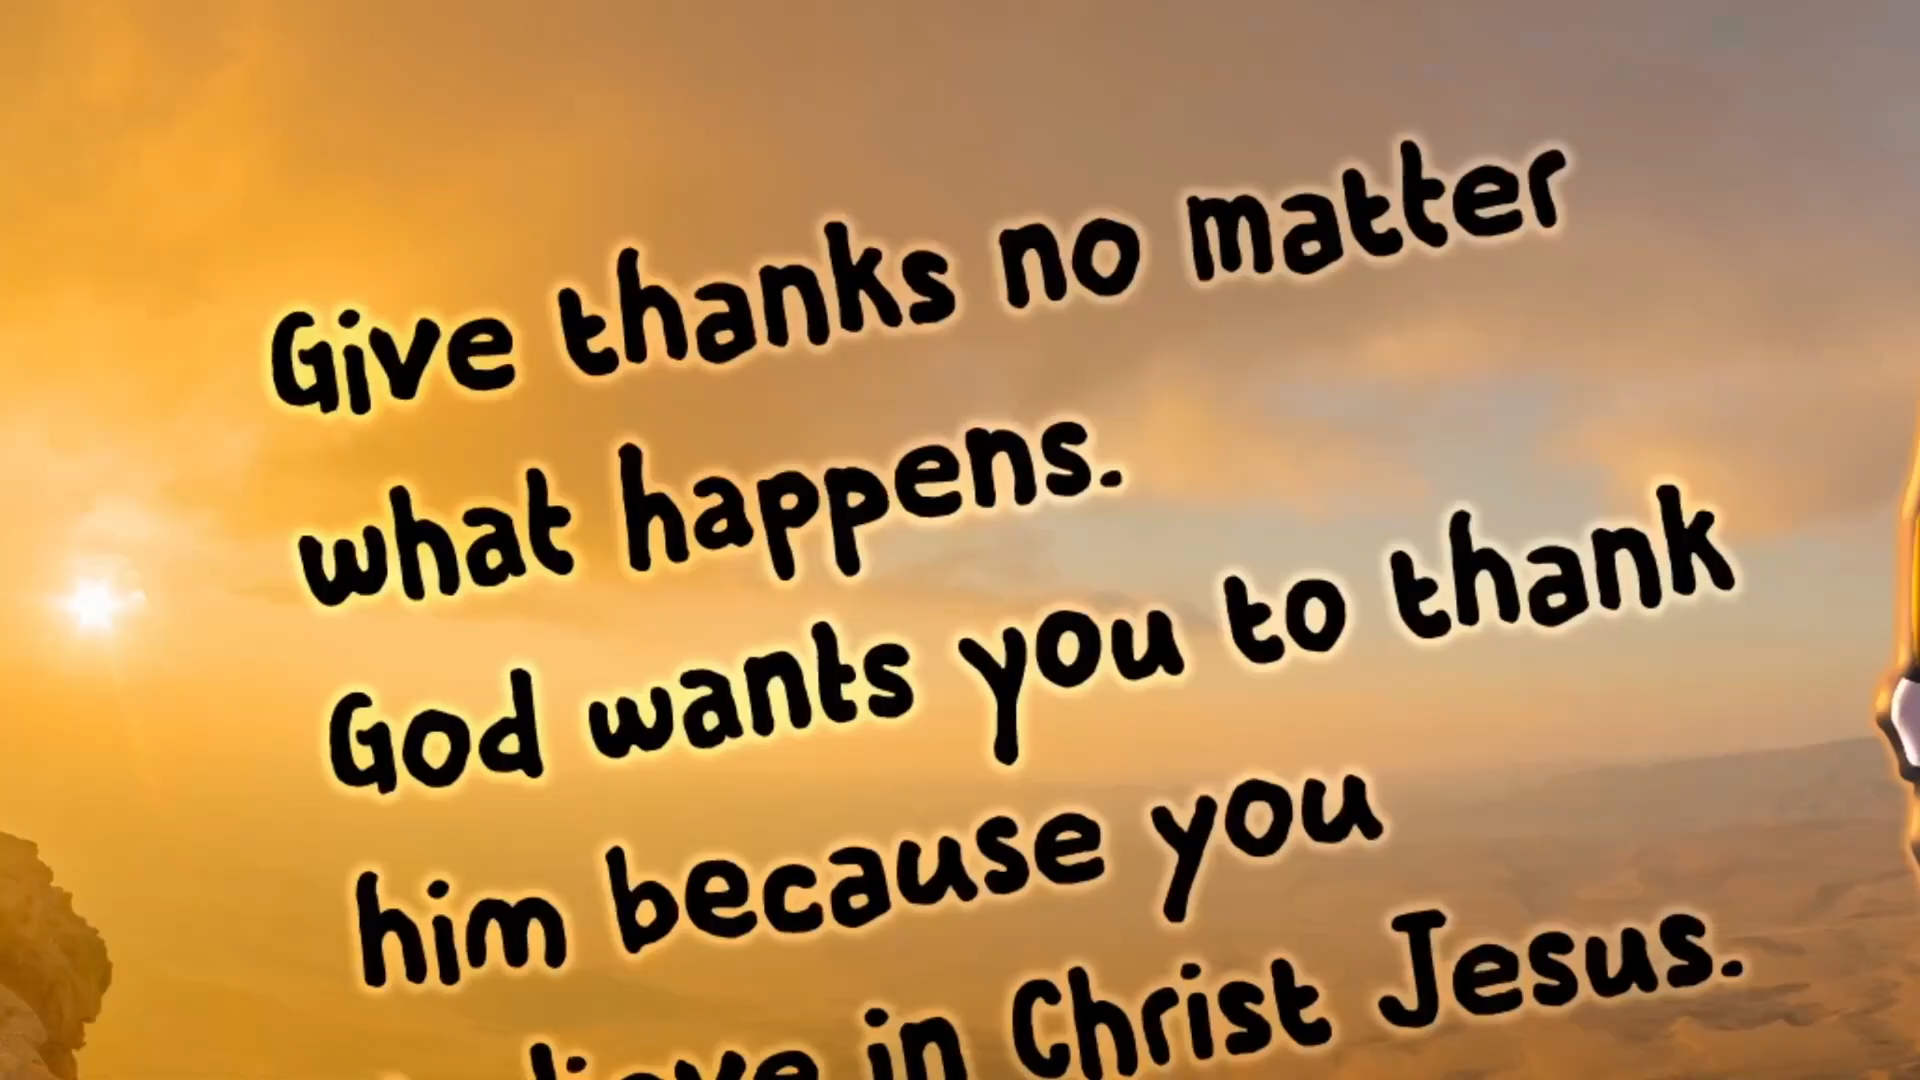 Give thanks no matter
what happens.
God wants you to thank
him because you
in Christ Jesus.